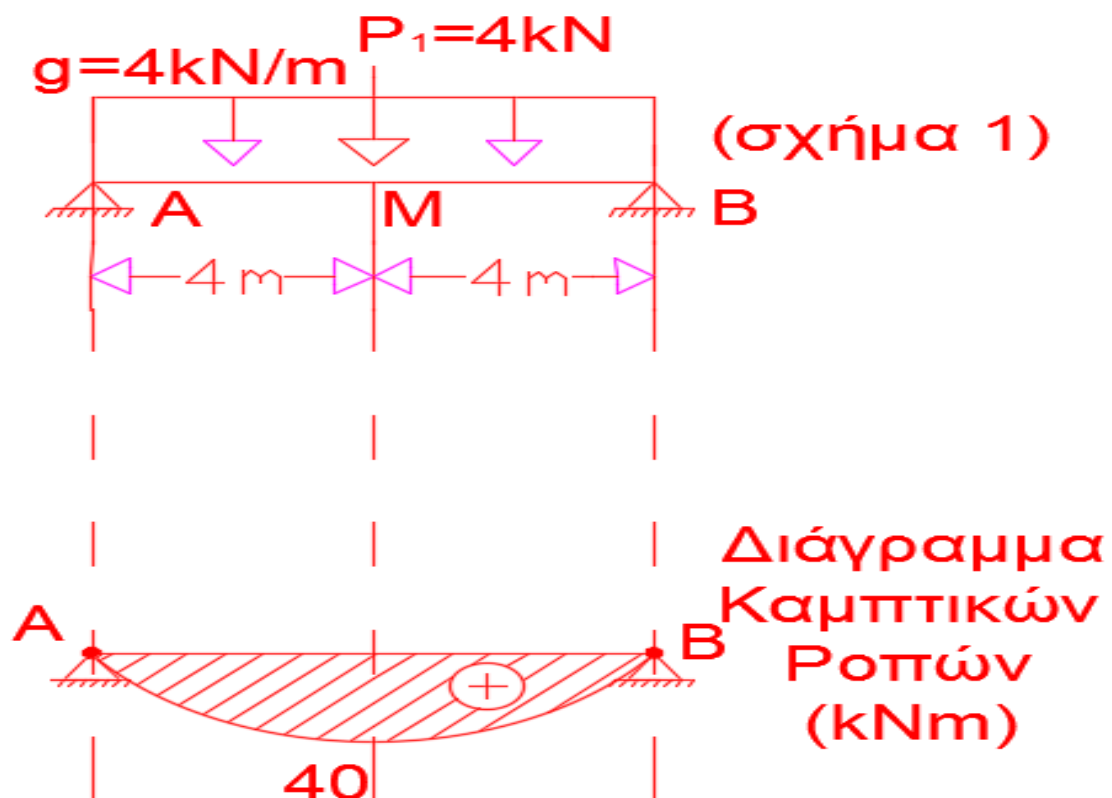 P₁=4kN
g=4kN/m
(σχήμα 1)
A M B
4 m 4 m
Διάγραμμα
Καμπτικών
Ροπών
(kNm)
A B
+
40